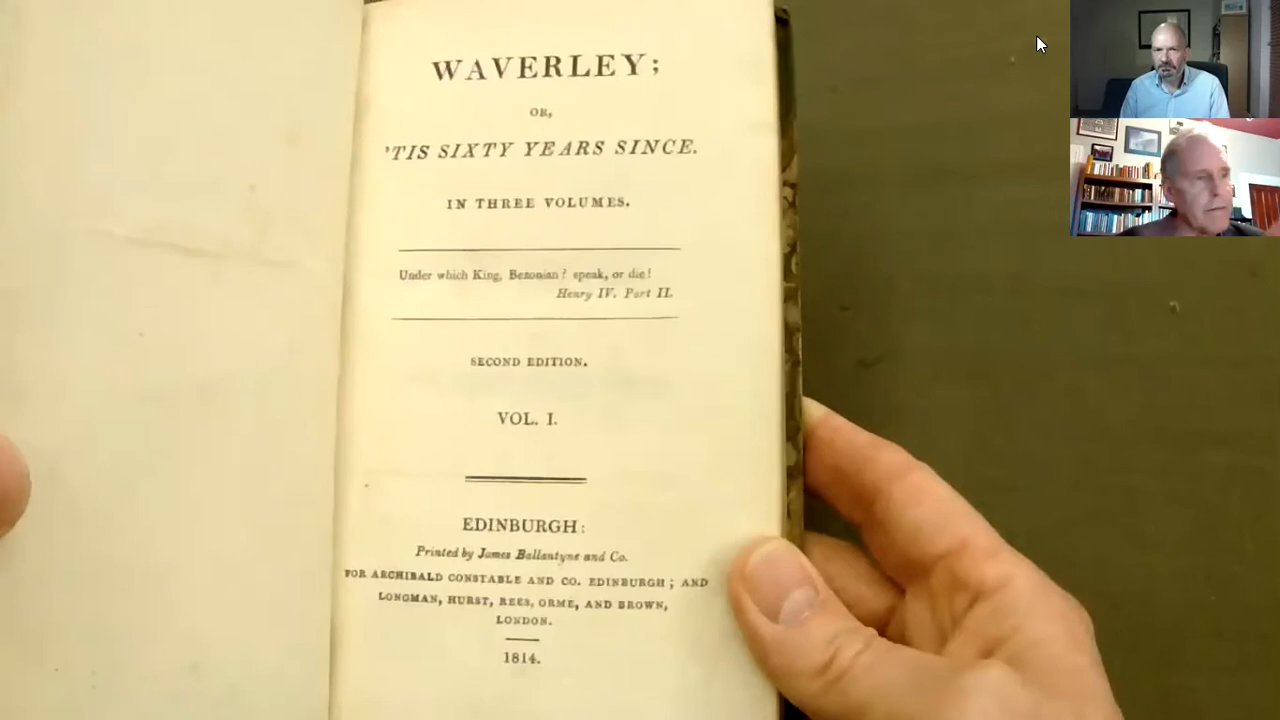 WAVERLEY;
OR,
'TIS SIXTY YEARS SINCE.
IN THREE VOLUMES.
Under which King, Bezonian? speak, or die!
Henry IV. Part II.
SECOND EDITION.
VOL. I.
EDINBURGH:
Printed by James Ballantyne and Co.
FOR ARCHIBALD CONSTABLE AND CO. EDINBURGH; AND
LONGMAN, HURST, REES, ORME, AND BROWN,
LONDON.
1814.